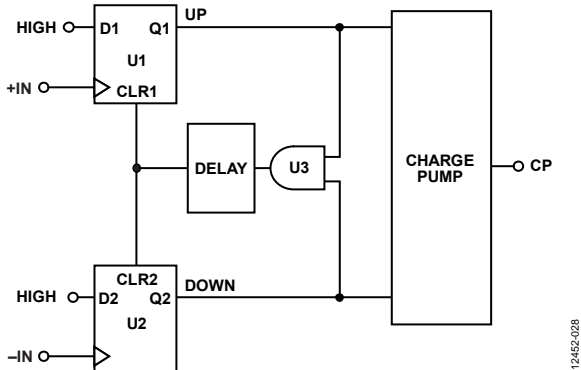 UP
HIGH
D1
Q1
U1
+IN
CLR1
DELAY
U3
CHARGE
PUMP
CP
CLR2
DOWN
HIGH
D2
Q2
U2
–IN
12452-028